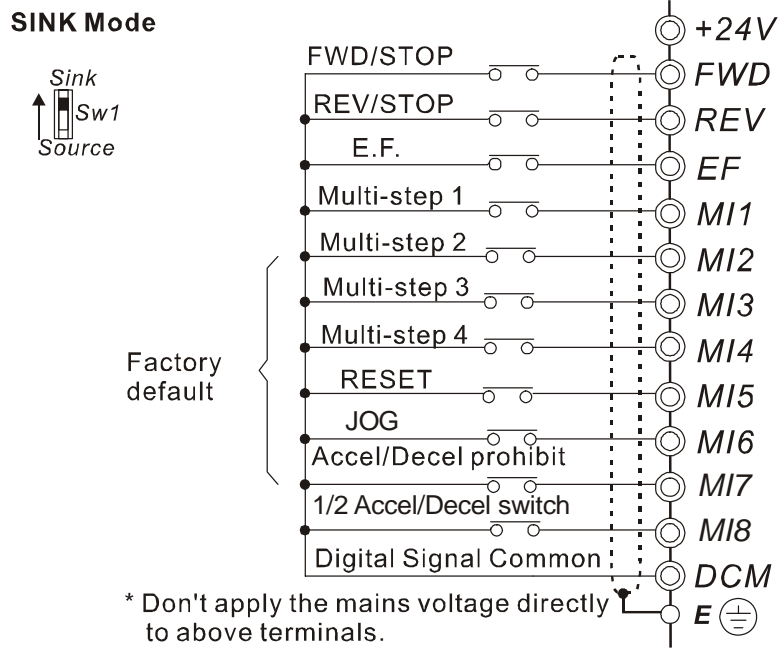 SINK Mode
+24V
FWD/STOP
FWD
Sink
Sw1
Source
REV/STOP
REV
E.F.
EF
Multi-step 1
MI1
Multi-step 2
MI2
Multi-step 3
MI3
Multi-step 4
MI4
Factory
default
RESET
MI5
JOG
MI6
Accel/Decel prohibit
MI7
1/2 Accel/Decel switch
MI8
Digital Signal Common
DCM
* Don't apply the mains voltage directly
to above terminals.
E